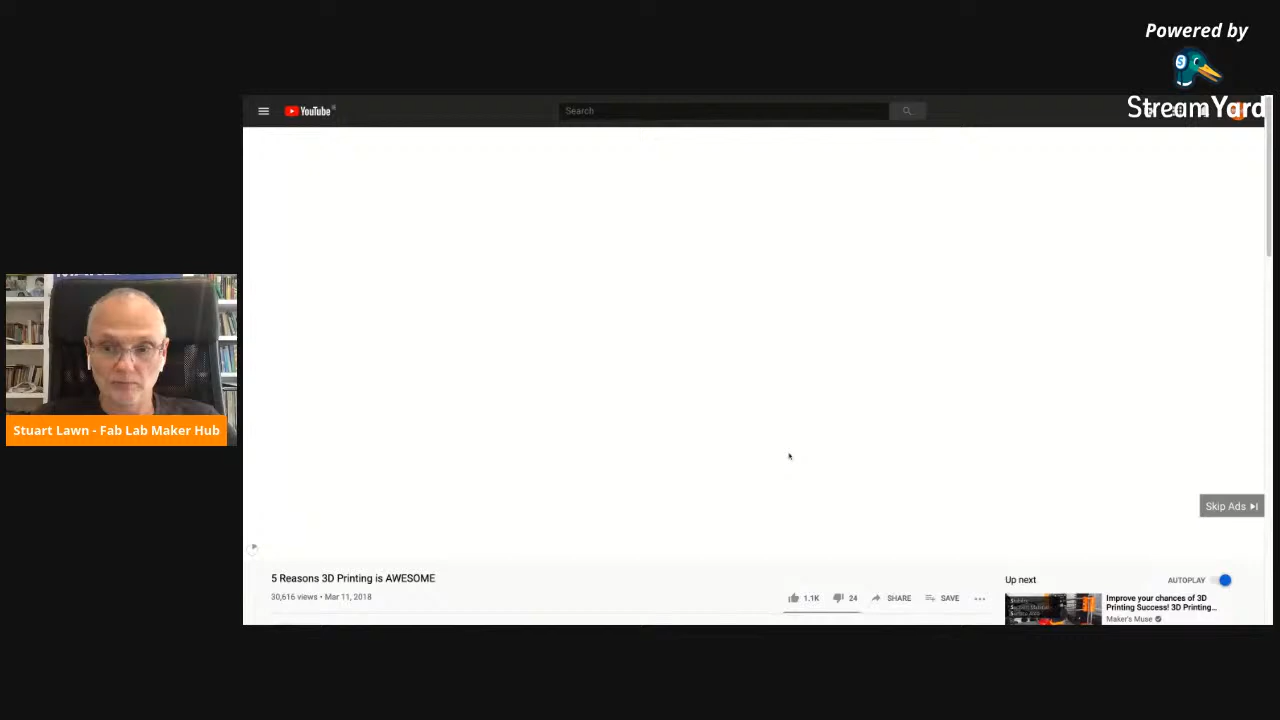 Powered by
StreamYard
YouTube
Search
Stuart Lawn - Fab Lab Maker Hub
Skip Ads
5 Reasons 3D Printing is AWESOME
30,616 views • Mar 11, 2018
1.1K
24
SHARE
SAVE
Up next
AUTOPLAY
Improve your chances of 3D
Printing Success! 3D Printing...
Maker's Muse